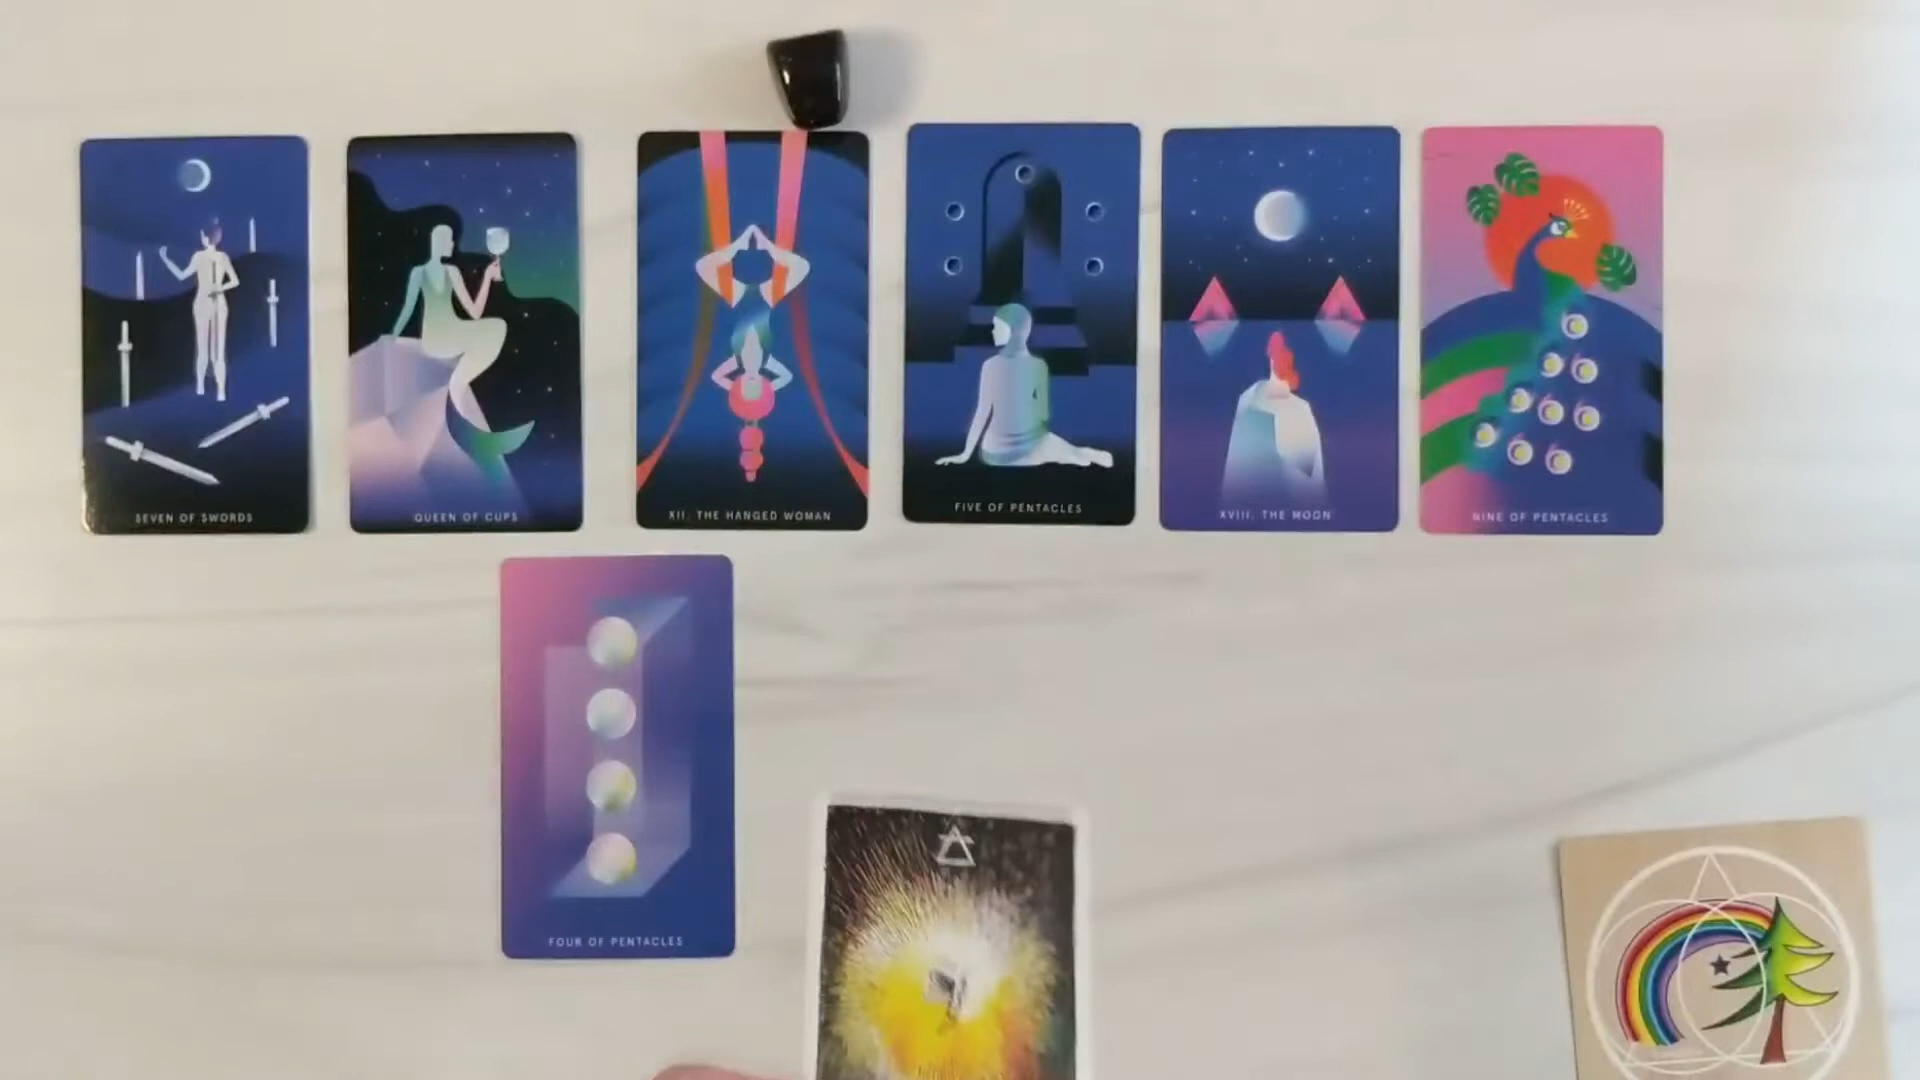 SEVEN OF SWORDS
QUEEN OF CUPS
XII. THE HANGED WOMAN
FIVE OF PENTACLES
XVIII. THE MOON
NINE OF PENTACLES
FOUR OF PENTACLES